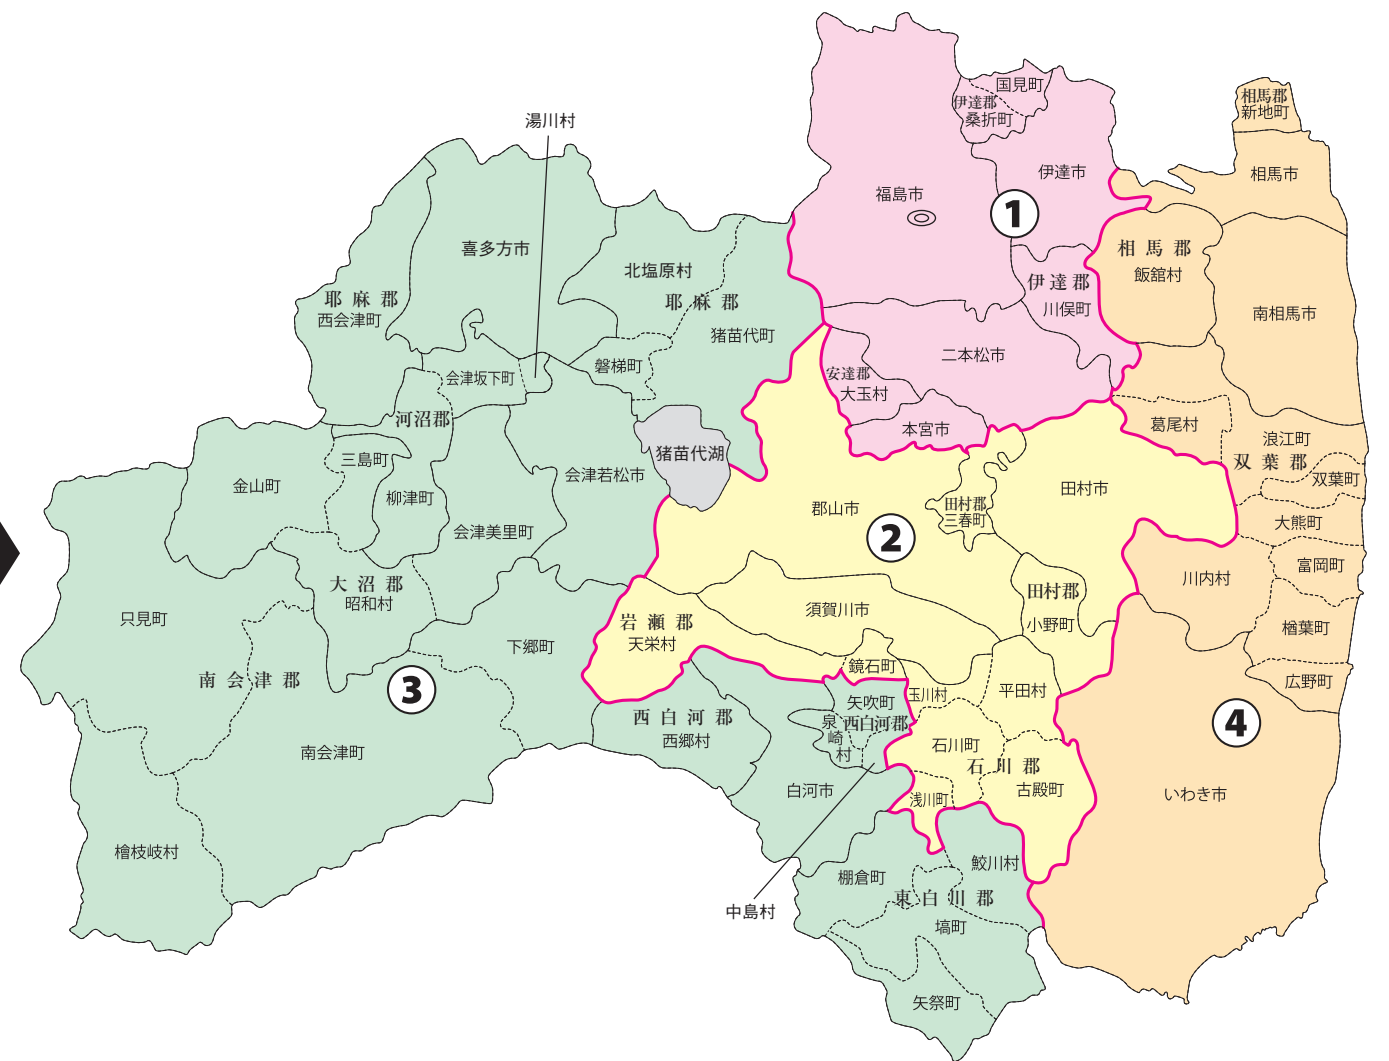 国見町
伊達郡
桑折町
伊達市
福島市
1
伊達郡
川俣町
二本松市
安達郡
大玉村
本宮市
相馬郡
新地町
相馬市
相馬郡
飯舘村
南相馬市
葛尾村
浪江町
双葉郡
双葉町
大熊町
富岡町
川内村
楢葉町
広野町
4
いわき市
湯川村
喜多方市
北塩原村
耶麻郡
猪苗代町
磐梯町
耶麻郡
西会津町
会津坂下町
河沼郡
三島町
柳津町
金山町
会津若松市
猪苗代湖
会津美里町
大沼郡
昭和村
只見町
下郷町
南会津郡
3
南会津町
檜枝岐村
郡山市
2
田村郡
三春町
田村市
田村郡
小野町
須賀川市
岩瀬郡
天栄村
鏡石町
玉川村
平田村
石川町
石川郡
古殿町
浅川町
西白河郡
西郷村
矢吹町
西白河郡
泉崎村
白河市
中島村
棚倉町
鮫川村
東白川郡
塙町
矢祭町